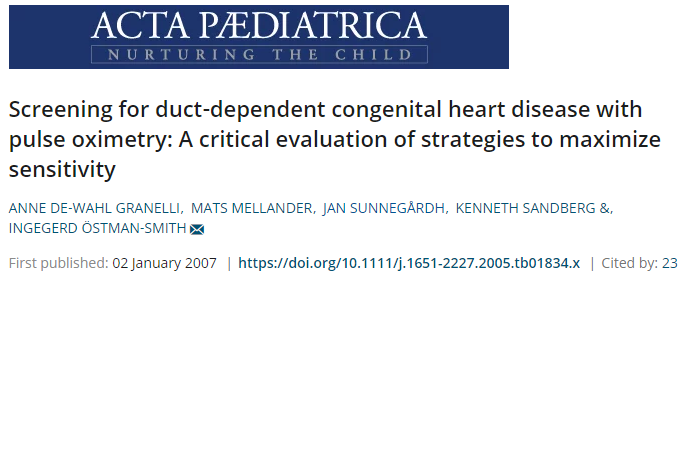 ACTA PÆDIATRICA
NURTURING THE CHILD
Screening for duct-dependent congenital heart disease with
pulse oximetry: A critical evaluation of strategies to maximize
sensitivity
ANNE DE-WAHL GRANELLI, MATS MELLANDER, JAN SUNNEGÅRDH, KENNETH SANDBERG &,
INGEGERD ÖSTMAN-SMITH
First published: 02 January 2007 | https://doi.org/10.1111/j.1651-2227.2005.tb01834.x | Cited by: 23